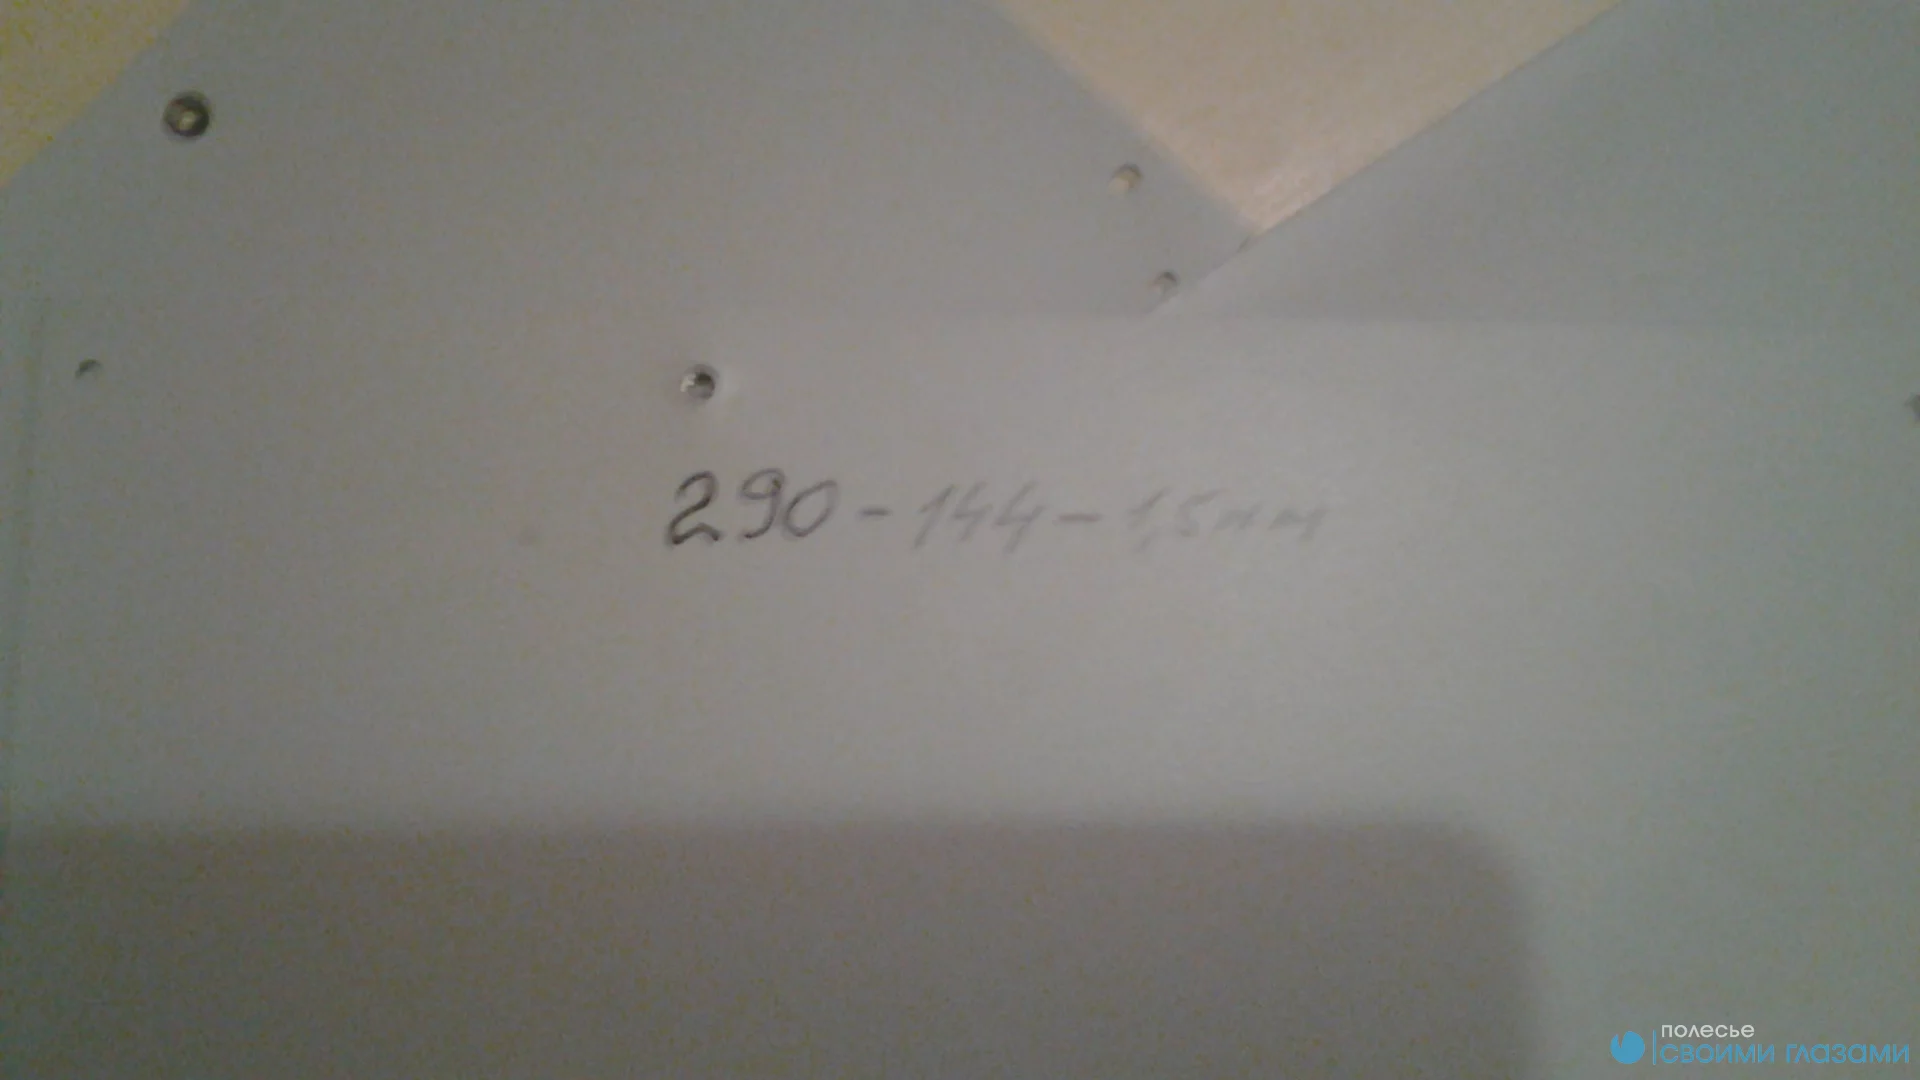 290-144-1,5мм
полесье
своими глазами